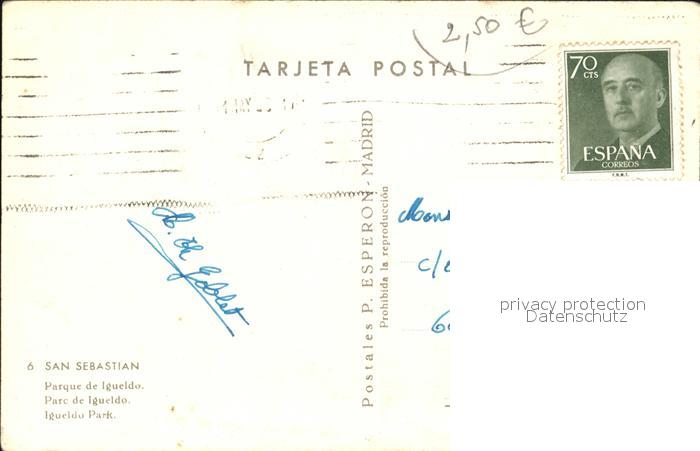 2,50 €
TARJETA POSTAL
70
CTS
ESPAÑA
CORREOS
F.N.M.T.
Postales P. ESPERON - MADRID
Prohibida la reproducción
c/
privacy protection
Datenschutz
6 SAN SEBASTIAN
Parque de Igueldo.
Parc de Igueldo.
Igueldo Park.